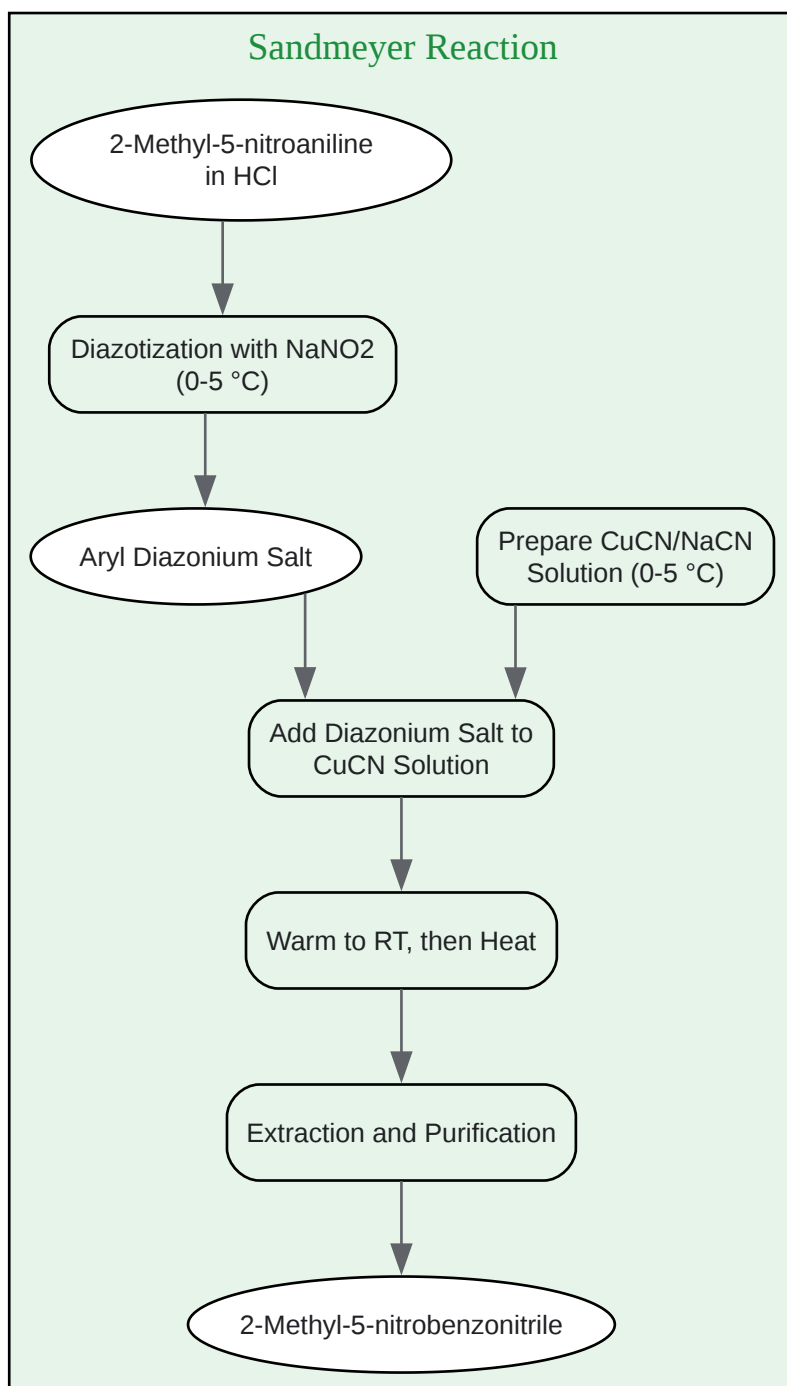 Sandmeyer Reaction
2-Methyl-5-nitroaniline
in HCl
Diazotization with NaNO2
(0-5 °C)
Aryl Diazonium Salt
Prepare CuCN/NaCN
Solution (0-5 °C)
Add Diazonium Salt to
CuCN Solution
Warm to RT, then Heat
Extraction and Purification
2-Methyl-5-nitrobenzonitrile